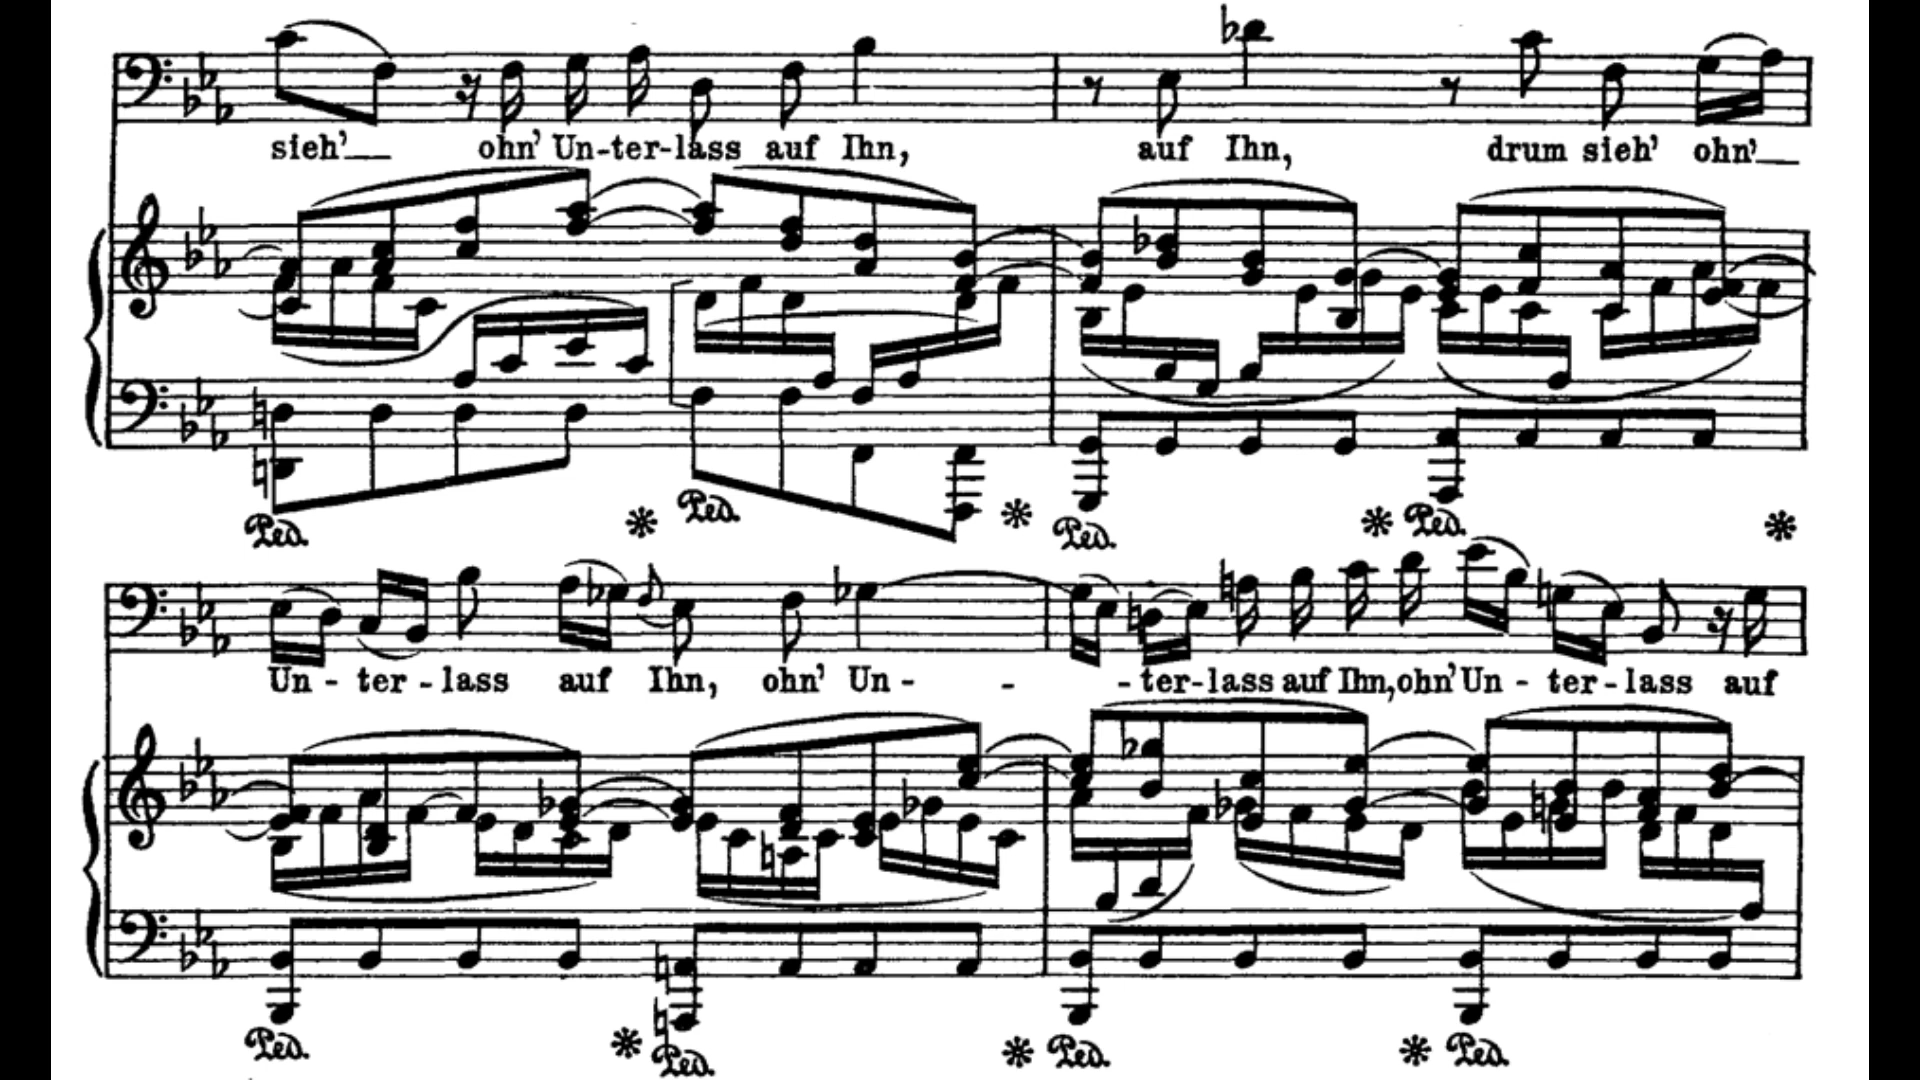 sieh' ohn' Un-ter-lass auf Ihn, auf Ihn, drum sieh' ohn'
Ped. * Ped. * Ped. * Ped. *
Un - ter - lass auf Ihn, ohn' Un - - - ter-lass auf Ihn, ohn' Un - ter - lass auf
Ped. * Ped. * Ped. * Ped.